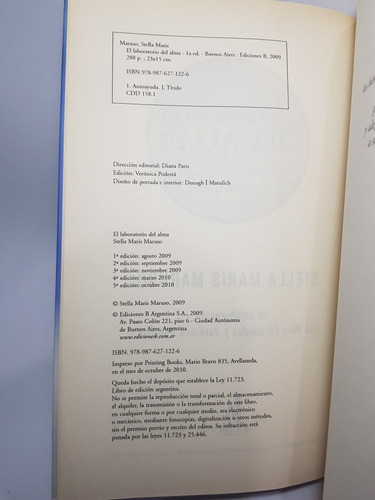 Maruso, Stella Maris
El laboratorio del alma - 1a ed. - Buenos Aires : Ediciones B, 2009.
288 p. ; 23x15 cm.
ISBN 978-987-627-122-6
1. Autoayuda. I. Título
CDD 158.1
Dirección editorial: Diana Paris
Edición: Verónica Podestá
Diseño de portada e interior: Donagh | Matulich
El laboratorio del alma
Stella Maris Maruso
1ª edición: agosto 2009
2ª edición: septiembre 2009
3ª edición: noviembre 2009
4ª edición: marzo 2010
5ª edición: octubre 2010
© Stella Maris Maruso, 2009
© Ediciones B Argentina S.A., 2009
Av. Paseo Colón 221, piso 6 - Ciudad Autónoma
de Buenos Aires, Argentina
www.edicionesb.com.ar
ISBN: 978-987-627-122-6
Impreso por Printing Books, Mario Bravo 835, Avellaneda,
en el mes de octubre de 2010.
Queda hecho el depósito que establece la Ley 11.723.
Libro de edición argentina.
No se permite la reproducción total o parcial, el almacenamiento,
el alquiler, la transmisión o la transformación de este libro,
en cualquier forma o por cualquier medio, sea electrónico
o mecánico, mediante fotocopias, digitalización u otros métodos,
sin el permiso previo y escrito del editor. Su infracción está
penada por las leyes 11.723 y 25.446.